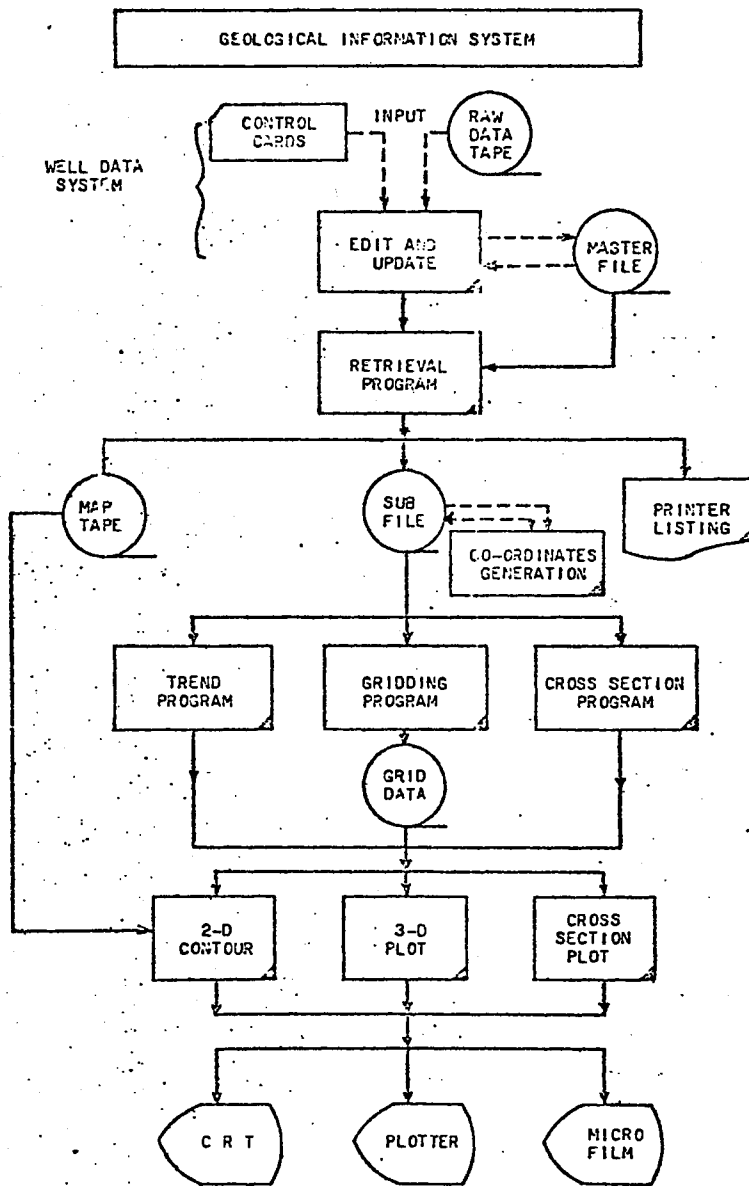 GEOLOGICAL INFORMATION SYSTEM
CONTROL
CARDS
INPUT
RAW
DATA
TAPE
WELL DATA
SYSTEM
EDIT AND
UPDATE
MASTER
FILE
RETRIEVAL
PROGRAM
MAP
TAPE
SUB
FILE
PRINTER
LISTING
CO-ORDINATES
GENERATION
TREND
PROGRAM
GRIDDING
PROGRAM
CROSS SECTION
PROGRAM
GRID
DATA
2-D
CONTOUR
3-D
PLOT
CROSS
SECTION
PLOT
C R T
PLOTTER
MICRO
FILM